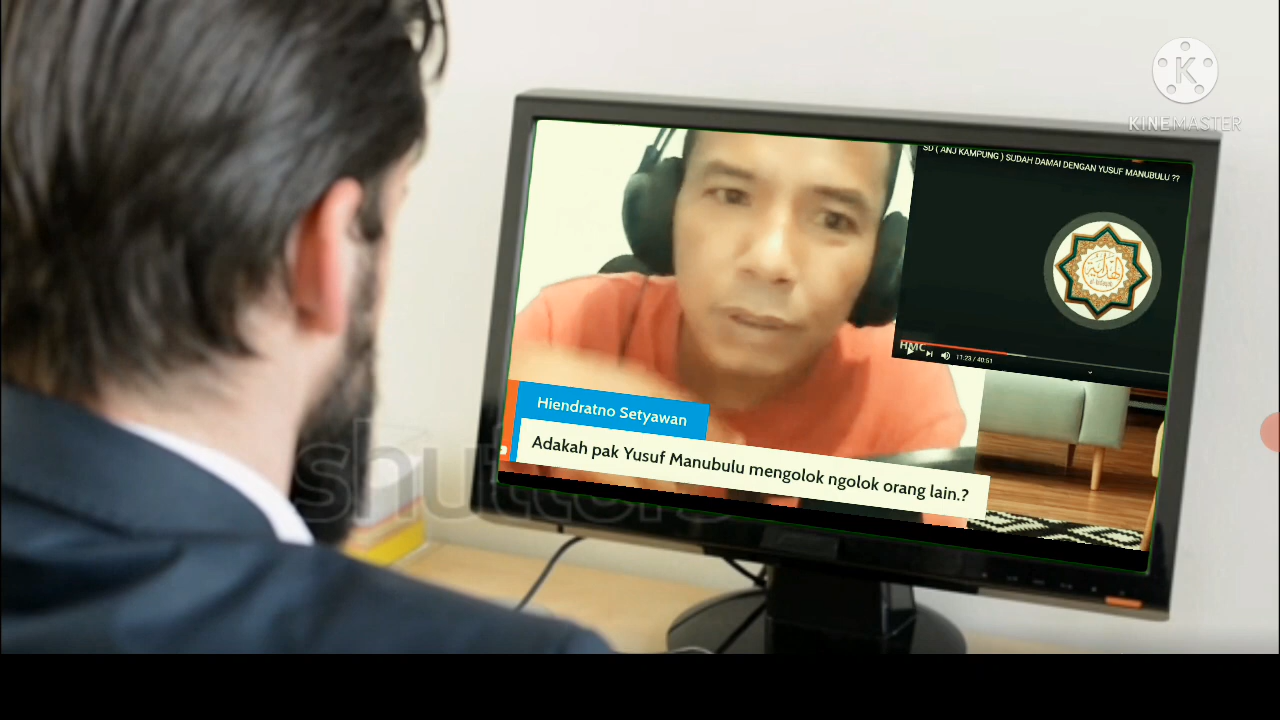 KINEMASTER
SD ( ANJ KAMPUNG ) SUDAH DAMAI DENGAN YUSUF MANUBULU ??
HMC
11:23 / 40:51
Hiendratno Setyawan
Adakah pak Yusuf Manubulu mengolok ngolok orang lain.?